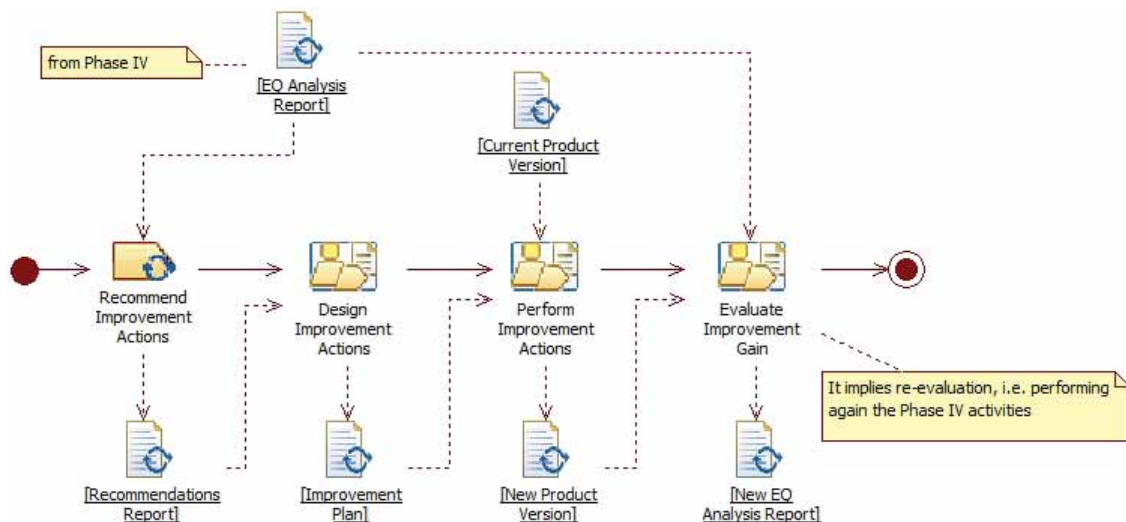 from Phase IV
[EQ Analysis
Report]
[Current Product
Version]
Recommend
Improvement
Actions
Design
Improvement
Actions
Perform
Improvement
Actions
Evaluate
Improvement
Gain
It implies re-evaluation, i.e. performing
again the Phase IV activities
[Recommendations
Report]
[Improvement
Plan]
[New Product
Version]
[New EQ
Analysis Report]